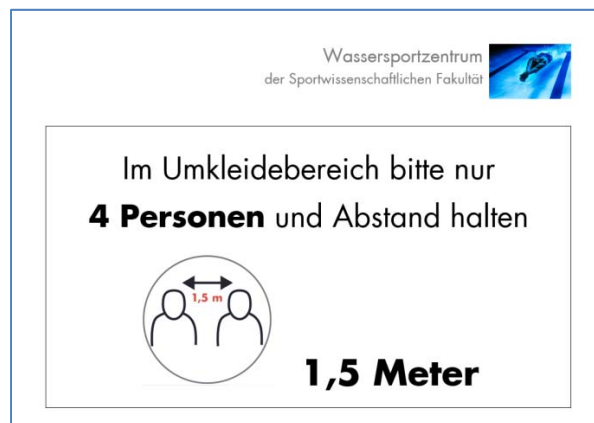 Wassersportzentrum
der Sportwissenschaftlichen Fakultät
Im Umkleidebereich bitte nur
4 Personen und Abstand halten
1,5 m
1,5 Meter